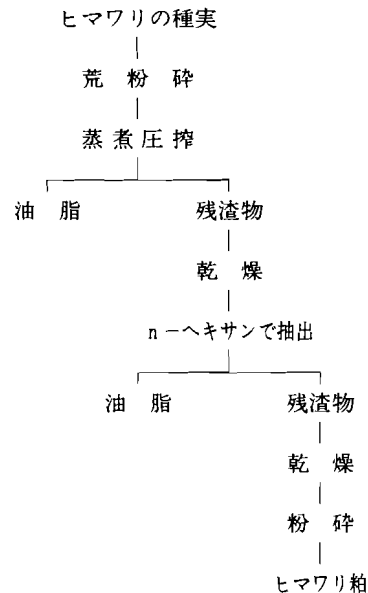 ヒマワリの種実
荒粉砕
蒸煮圧搾
油脂 残渣物
乾燥
n-ヘキサンで抽出
油脂 残渣物
乾燥
粉砕
ヒマワリ粕